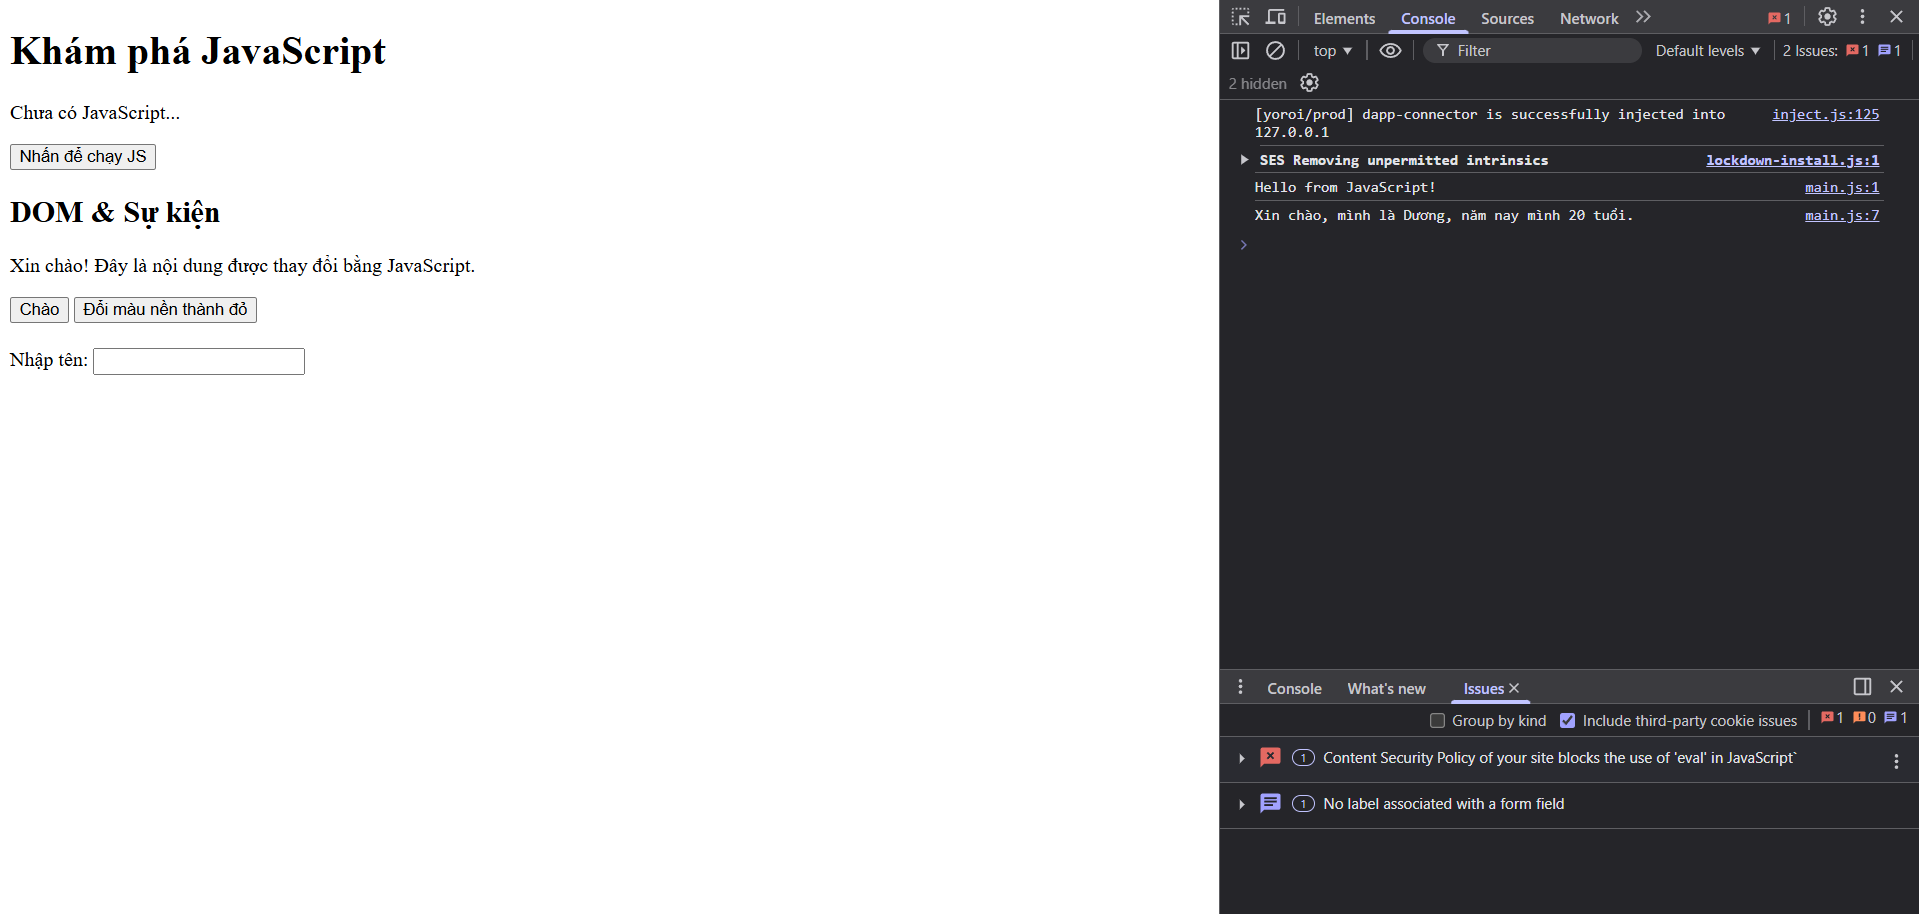 Khám phá JavaScript
Chưa có JavaScript...
Nhấn để chạy JS
DOM & Sự kiện
Xin chào! Đây là nội dung được thay đổi bằng JavaScript.
Chào Đổi màu nền thành đỏ
Nhập tên:
Elements Console Sources Network 1
top Filter Default levels 2 Issues: 1 1
2 hidden
[yoroi/prod] dapp-connector is successfully injected into inject.js:125
127.0.0.1
SES Removing unpermitted intrinsics lockdown-install.js:1
Hello from JavaScript! main.js:1
Xin chào, mình là Dương, năm nay mình 20 tuổi. main.js:7
Console What's new Issues
Group by kind Include third-party cookie issues 1 0 1
1 Content Security Policy of your site blocks the use of 'eval' in JavaScript`
1 No label associated with a form field